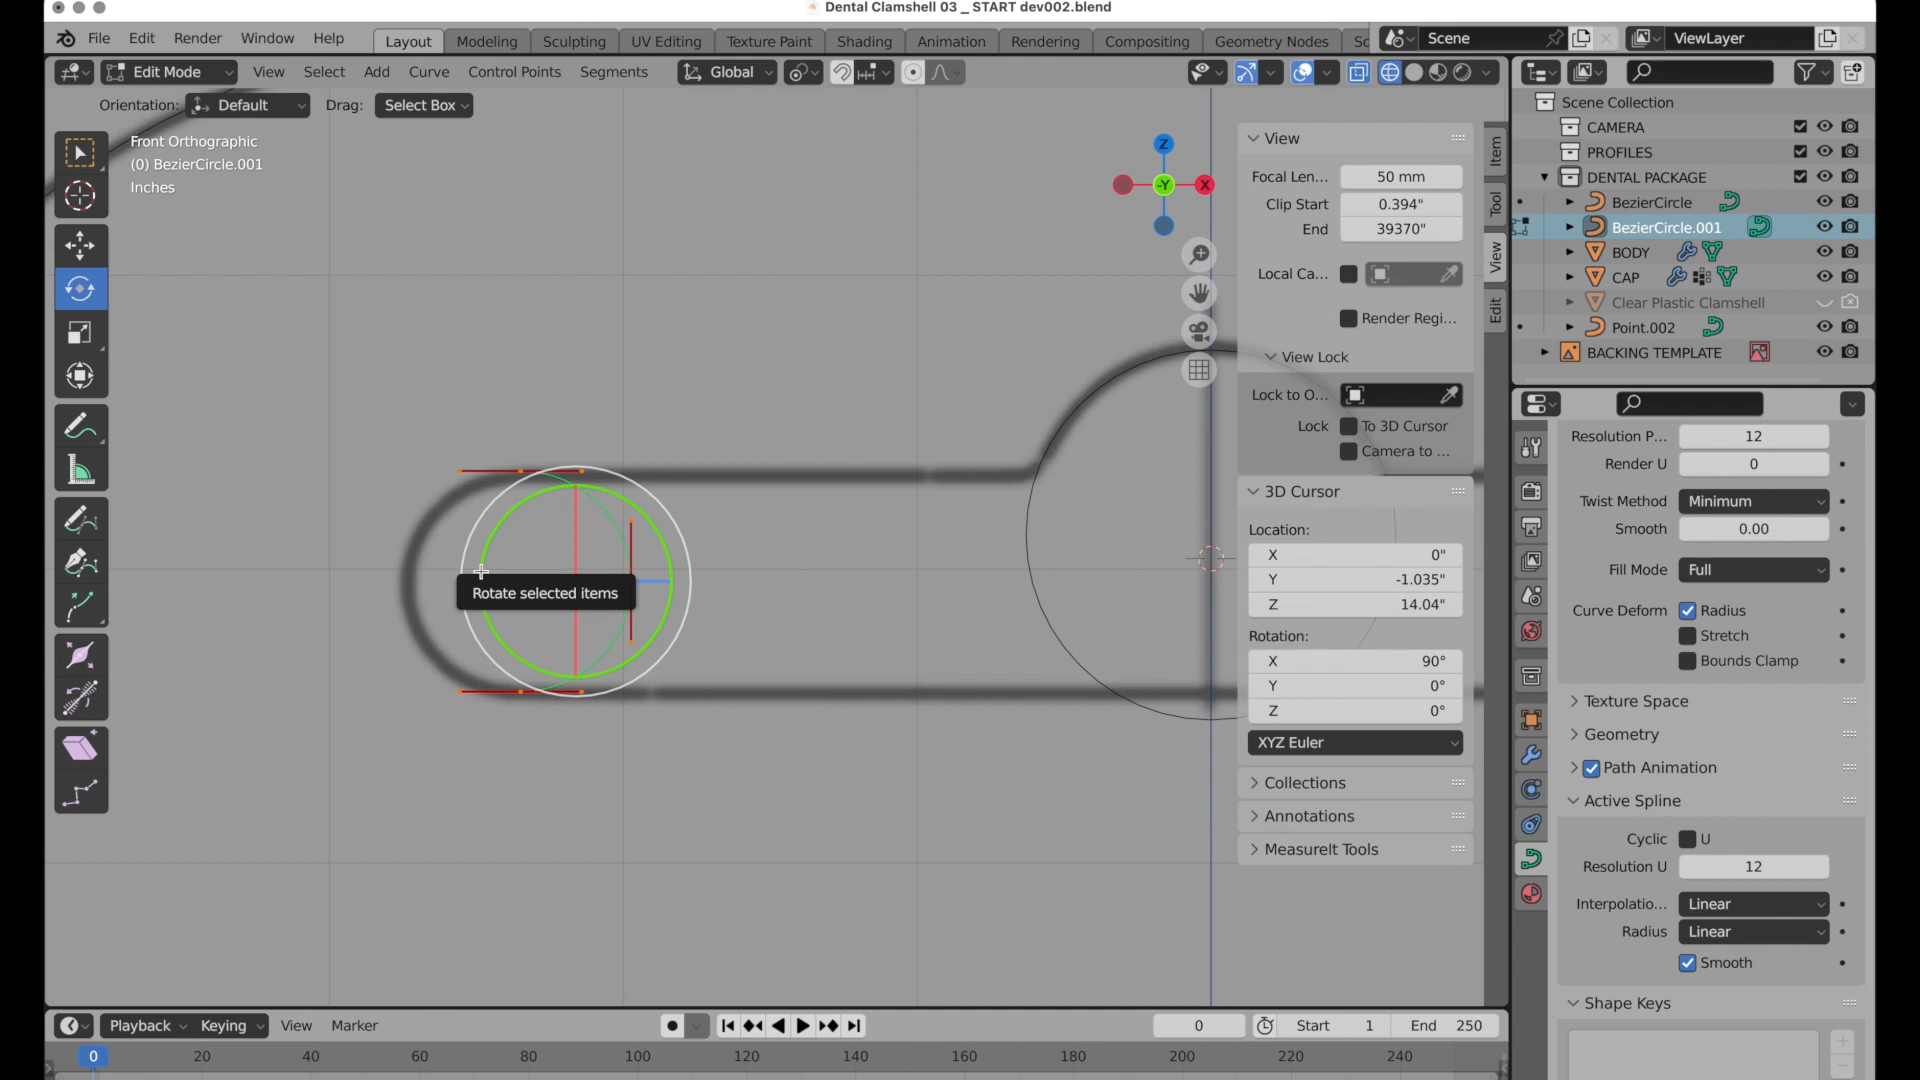 Dental Clamshell 03 _ START dev002.blend
File Edit Render Window Help Layout Modeling Sculpting UV Editing Texture Paint Shading Animation Rendering Compositing Geometry Nodes Sc Scene ViewLayer
Edit Mode View Select Add Curve Control Points Segments Global
Orientation: Default Drag: Select Box
Front Orthographic
(0) BezierCircle.001
Inches
Z
-Y
X
Rotate selected items
View
Focal Len... 50 mm
Clip Start 0.394"
End 39370"
Local Ca...
Render Regi...
View Lock
Lock to O...
Lock To 3D Cursor
Camera to ...
3D Cursor
Location:
X 0"
Y -1.035"
Z 14.04"
Rotation:
X 90°
Y 0°
Z 0°
XYZ Euler
Collections
Annotations
MeasureIt Tools
Item
Tool
View
Edit
Scene Collection
CAMERA
PROFILES
DENTAL PACKAGE
BezierCircle
BezierCircle.001
BODY
CAP
Clear Plastic Clamshell
Point.002
BACKING TEMPLATE
Resolution P... 12
Render U 0
Twist Method Minimum
Smooth 0.00
Fill Mode Full
Curve Deform Radius
Stretch
Bounds Clamp
Texture Space
Geometry
Path Animation
Active Spline
Cyclic U
Resolution U 12
Interpolatio... Linear
Radius Linear
Smooth
Shape Keys
Playback Keying View Marker 0 Start 1 End 250
0 20 40 60 80 100 120 140 160 180 200 220 240